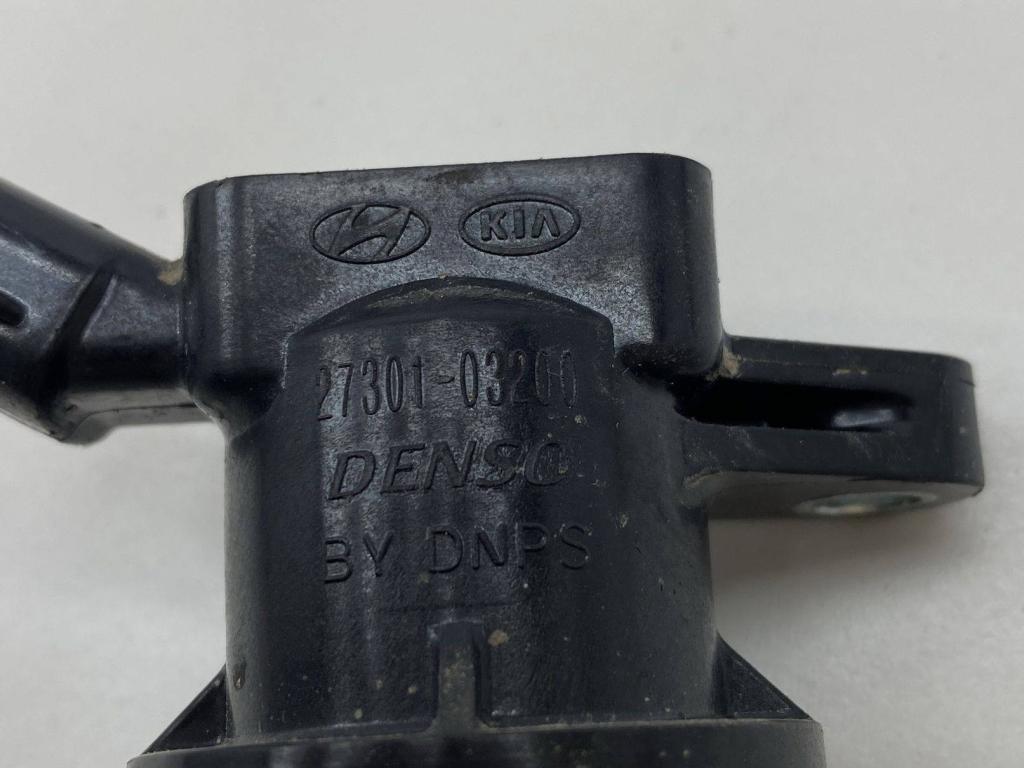 KIA
27301-03200
DENSO
BY DNPS